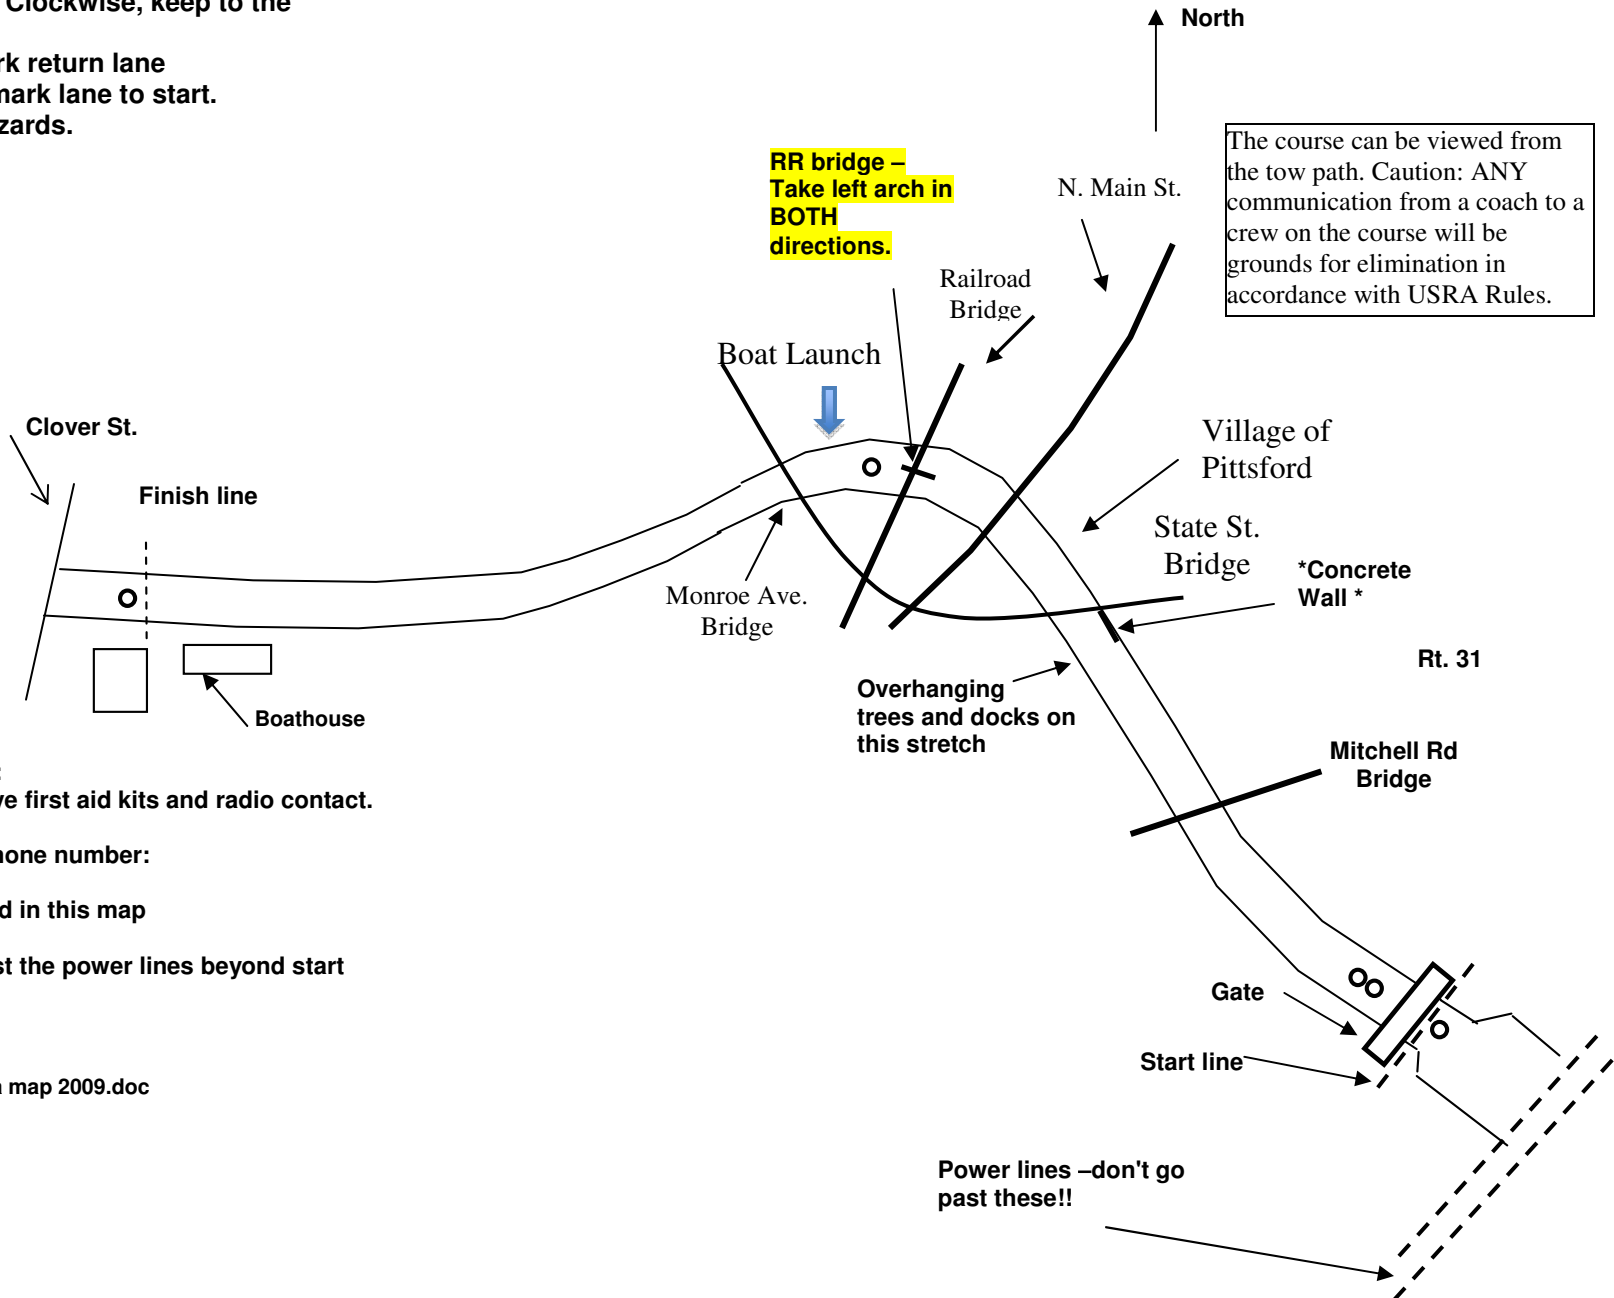 Clockwise, keep to the
rk return lane
mark lane to start.
zards.
North
The course can be viewed from
the tow path. Caution: ANY
communication from a coach to a
crew on the course will be
grounds for elimination in
accordance with USRA Rules.
RR bridge –
Take left arch in
BOTH
directions.
N. Main St.
Railroad
Bridge
Boat Launch
Clover St.
Finish line
Village of
Pittsford
State St.
Bridge
*Concrete
Wall *
Monroe Ave.
Bridge
Rt. 31
Overhanging
trees and docks on
this stretch
Boathouse
Mitchell Rd
Bridge
:
ve first aid kits and radio contact.
hone number:
d in this map
st the power lines beyond start
Gate
Start line
a map 2009.doc
Power lines –don't go
past these!!